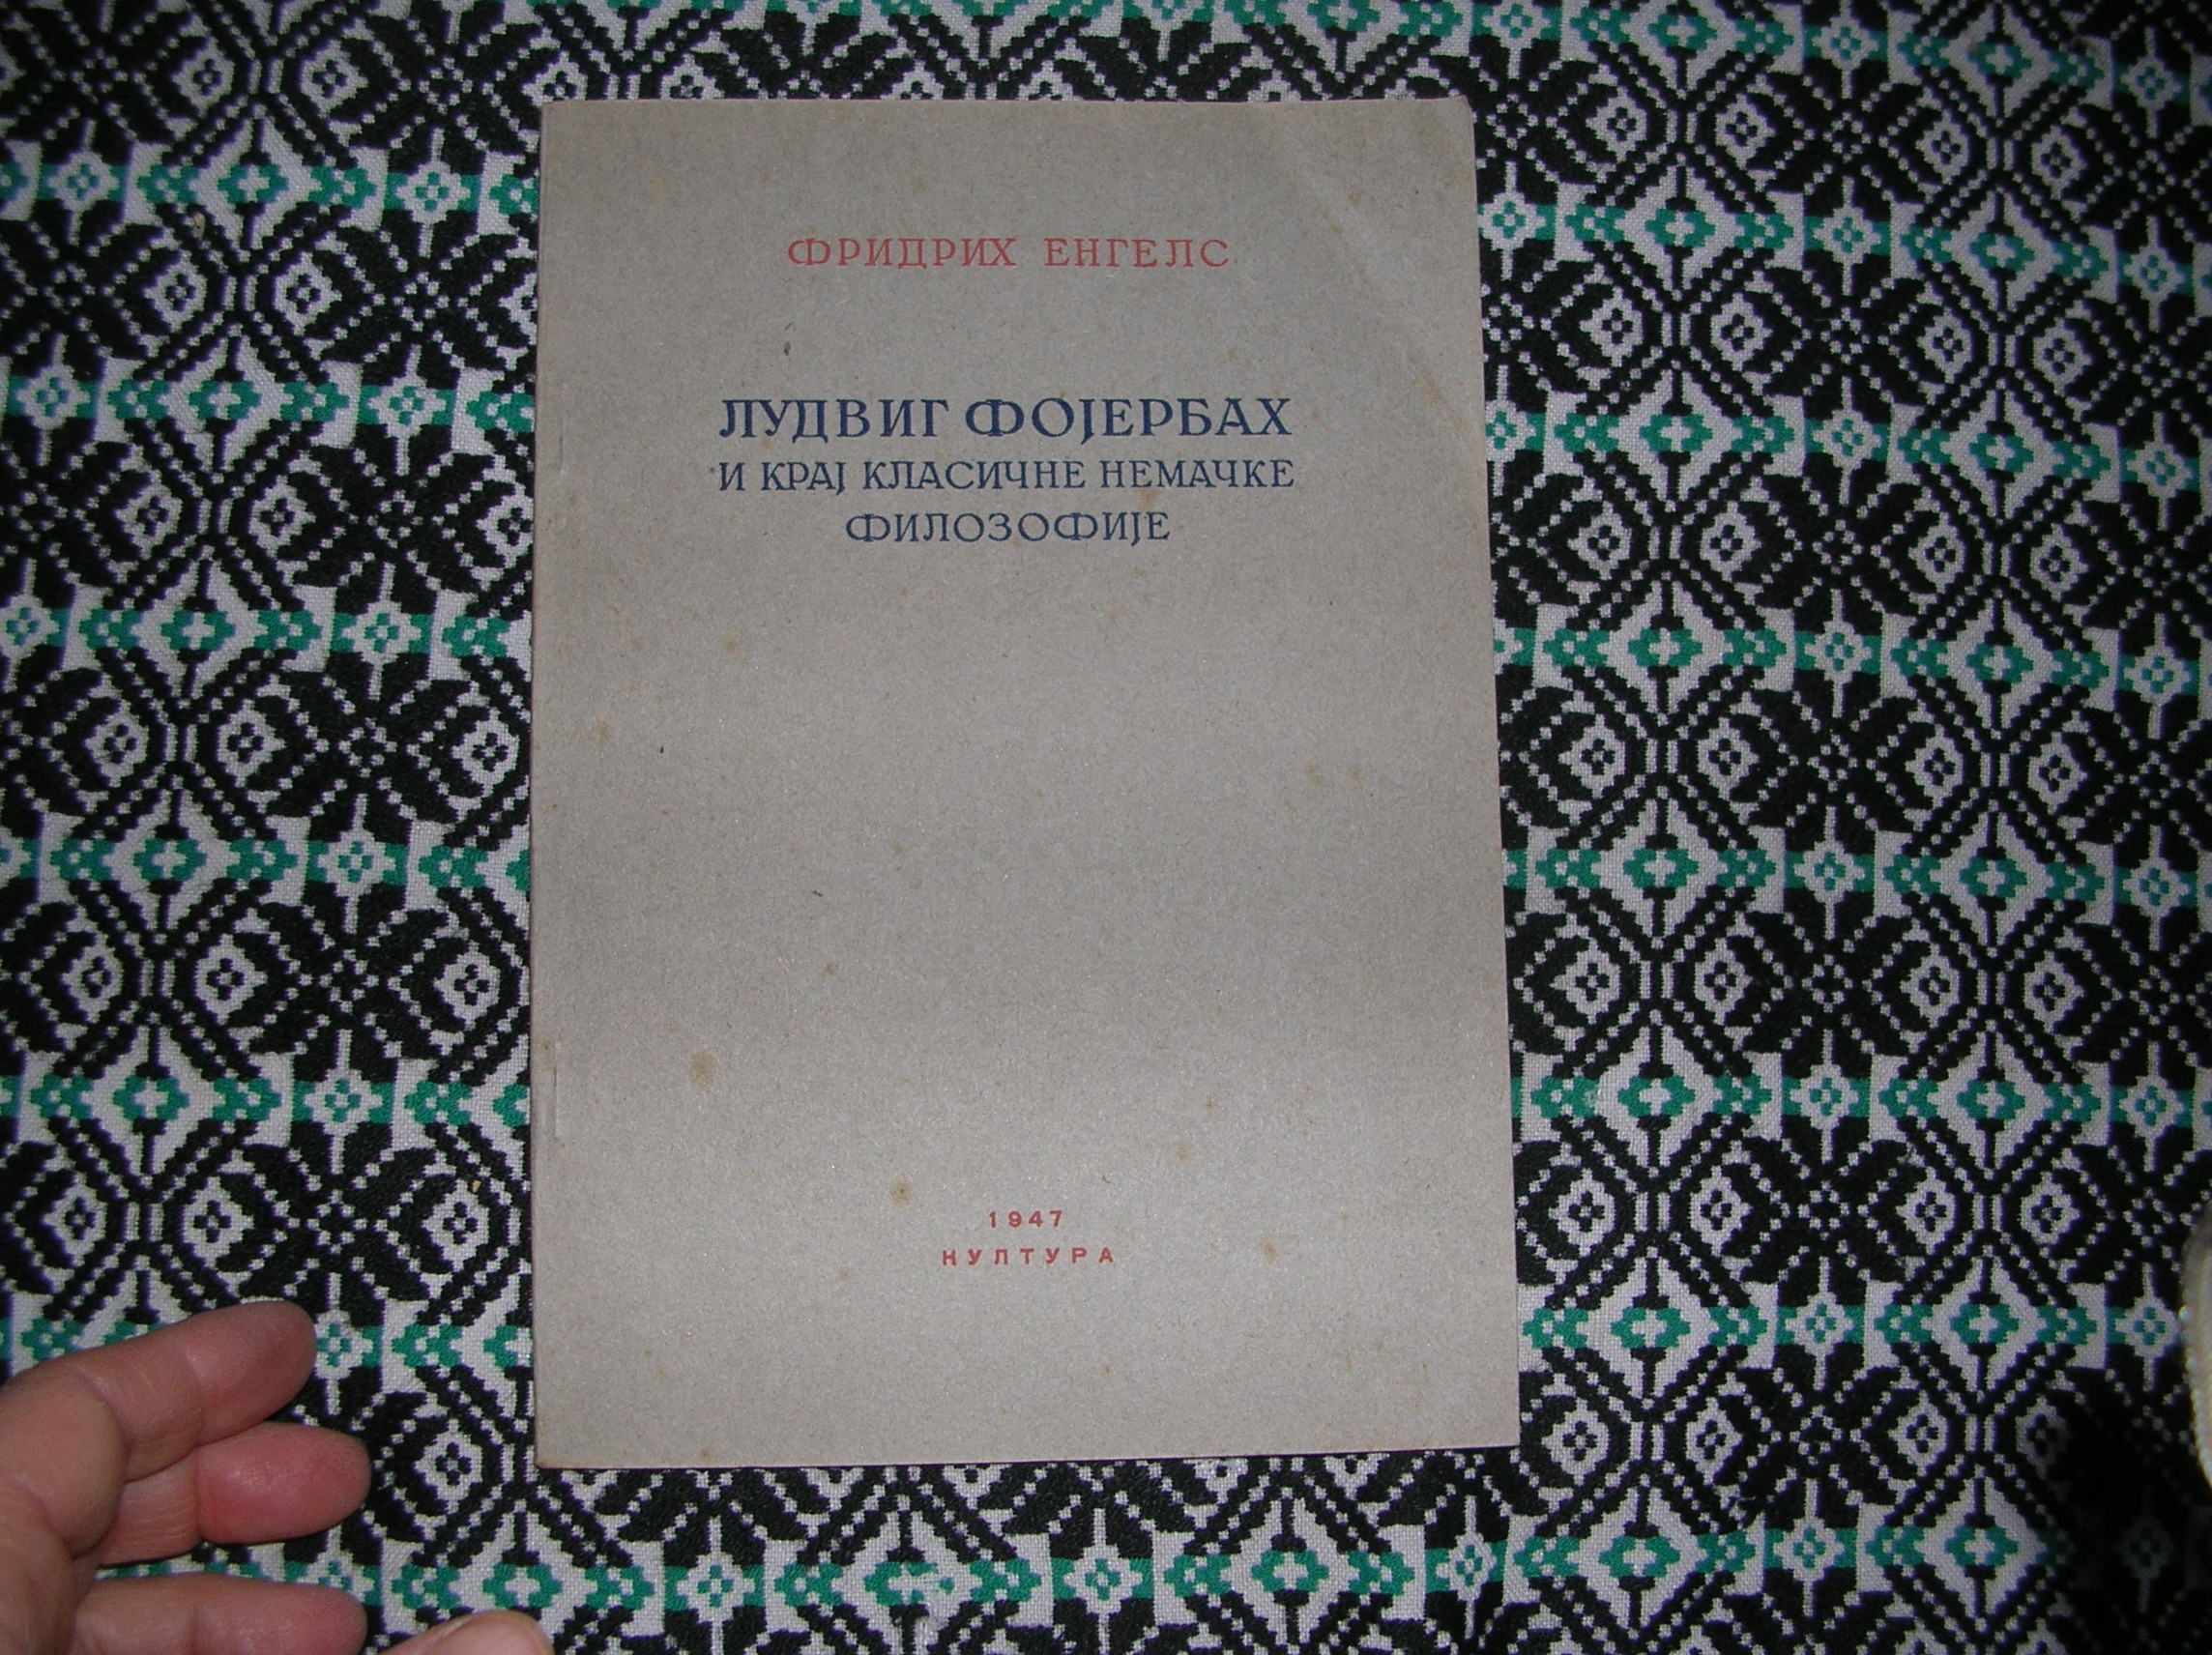 ФРИДРИХ ЕНГЕЛС
ЛУДВИГ ФОЈЕРБАХ
И КРАЈ КЛАСИЧНЕ НЕМАЧКЕ
ФИЛОЗОФИЈЕ
1947
КУЛТУРА